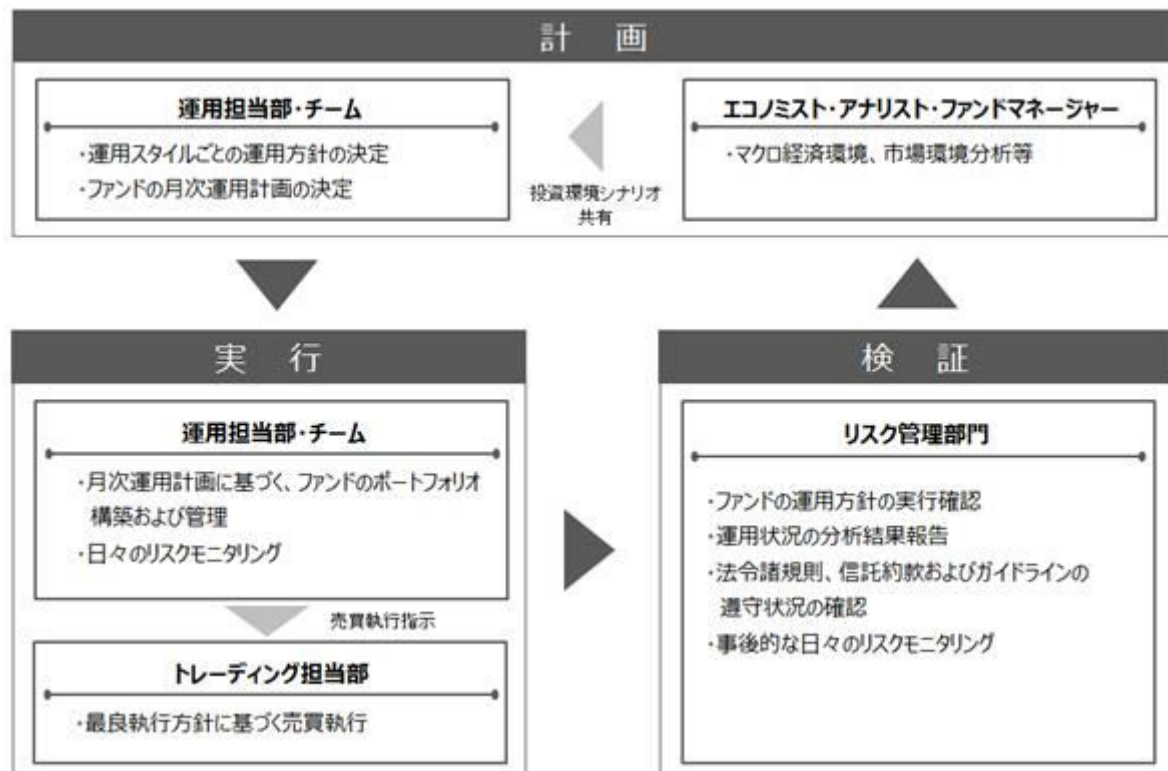 計 画
運用担当部・チーム
・運用スタイルごとの運用方針の決定
・ファンドの月次運用計画の決定
投資環境シナリオ
共有
エコノミスト・アナリスト・ファンドマネージャー
・マクロ経済環境、市場環境分析等
実 行
運用担当部・チーム
・月次運用計画に基づく、ファンドのポートフォリオ
構築および管理
・日々のリスクモニタリング
売買執行指示
トレーディング担当部
・最良執行方針に基づく売買執行
検 証
リスク管理部門
・ファンドの運用方針の実行確認
・運用状況の分析結果報告
・法令諸規則、信託約款およびガイドラインの
遵守状況の確認
・事後的な日々のリスクモニタリング